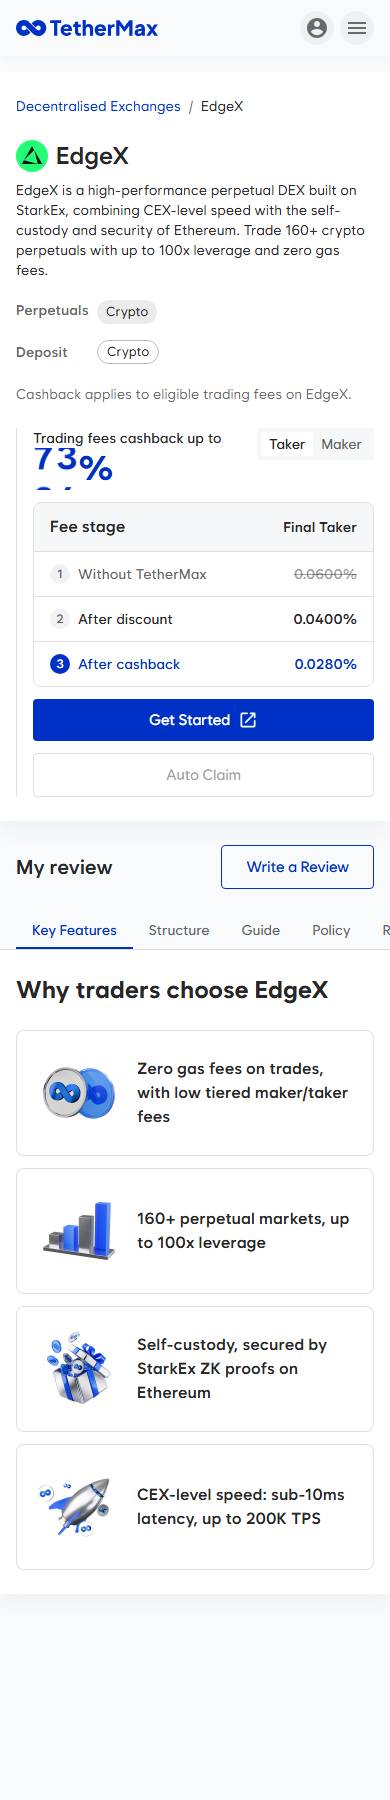 TetherMax
Decentralised Exchanges / EdgeX
EdgeX
EdgeX is a high-performance perpetual DEX built on
StarkEx, combining CEX-level speed with the self-
custody and security of Ethereum. Trade 160+ crypto
perpetuals with up to 100x leverage and zero gas
fees.
Perpetuals Crypto
Deposit Crypto
Cashback applies to eligible trading fees on EdgeX.
Trading fees cashback up to
Taker Maker
73%
Fee stage Final Taker
1 Without TetherMax 0.0600%
2 After discount 0.0400%
3 After cashback 0.0280%
Get Started
Auto Claim
My review
Write a Review
Key Features Structure Guide Policy
Why traders choose EdgeX
Zero gas fees on trades,
with low tiered maker/taker
fees
160+ perpetual markets, up
to 100x leverage
Self-custody, secured by
StarkEx ZK proofs on
Ethereum
CEX-level speed: sub-10ms
latency, up to 200K TPS